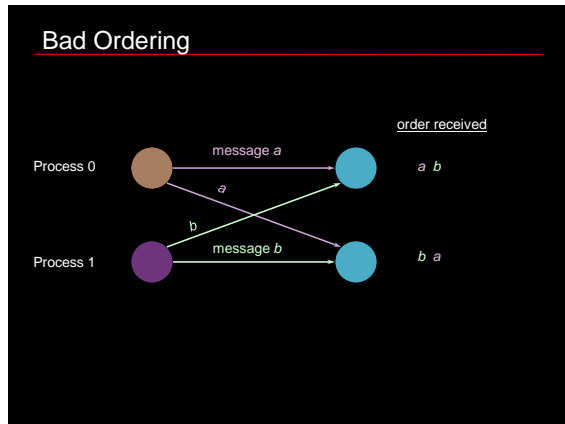 Bad Ordering
order received
message a
Process 0
a b
a
b
message b
b a
Process 1